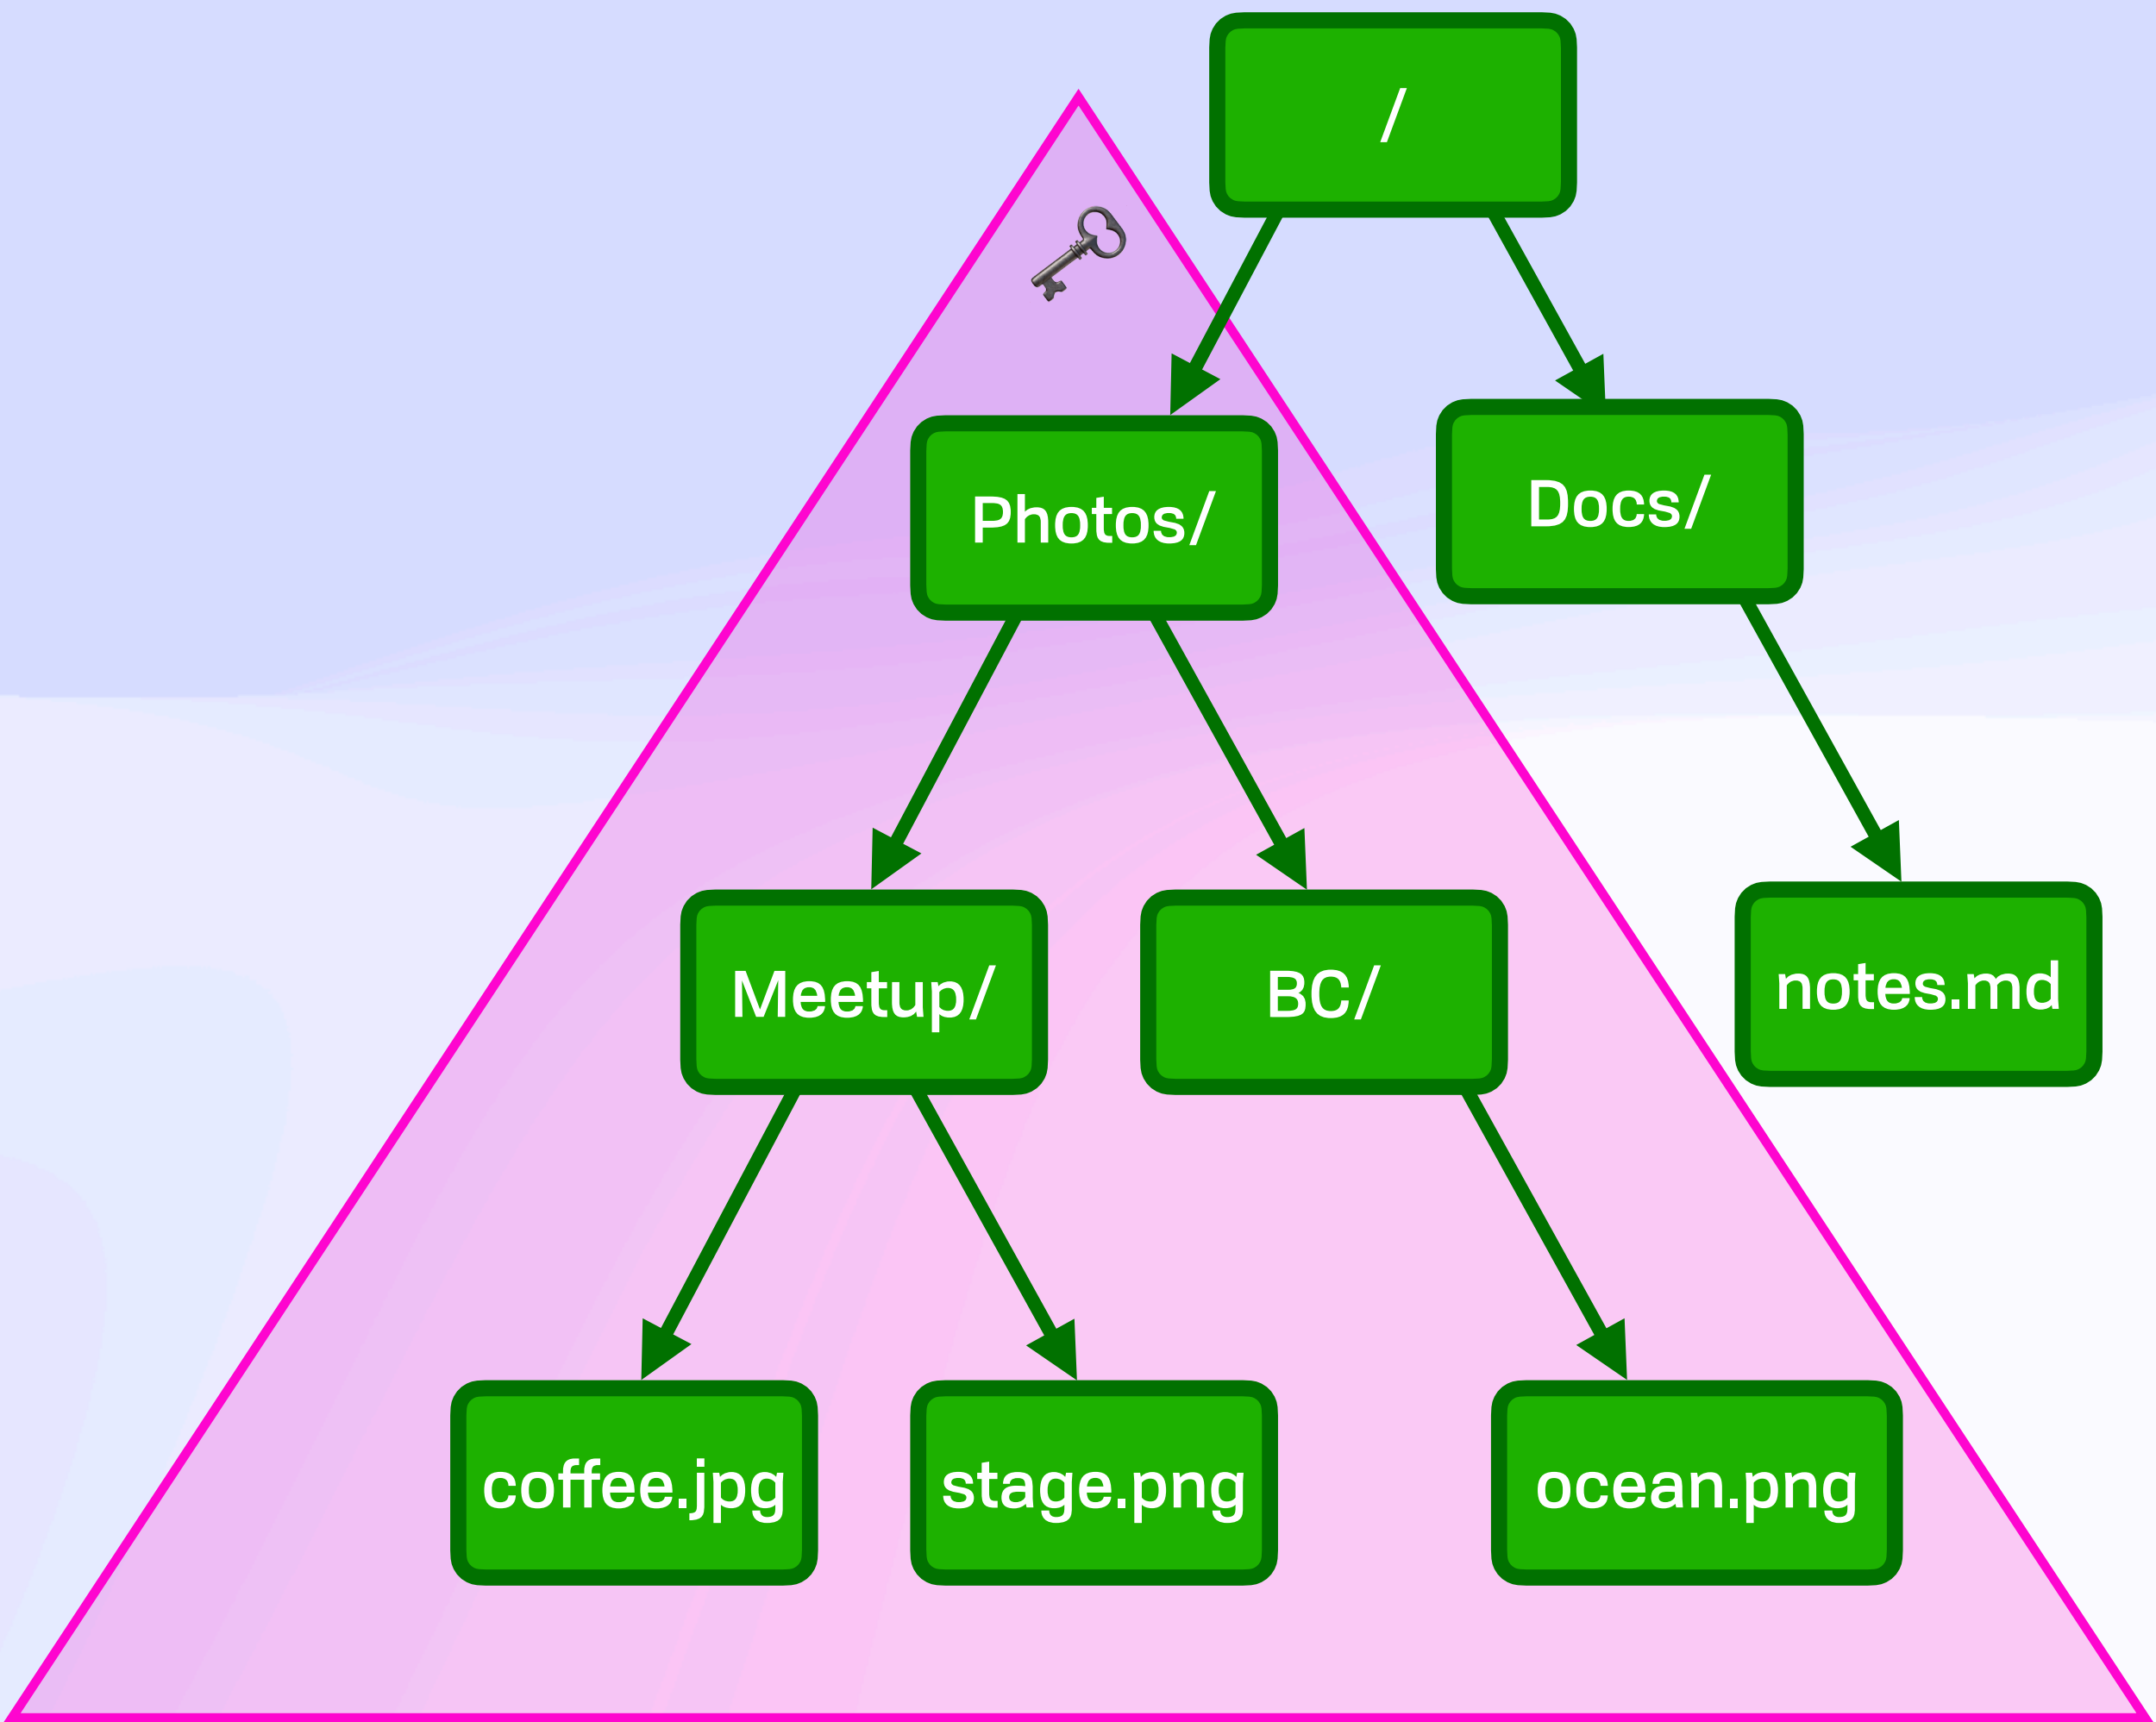 /
Photos/
Docs/
Meetup/
BC/
notes.md
coffee.jpg
stage.png
ocean.png